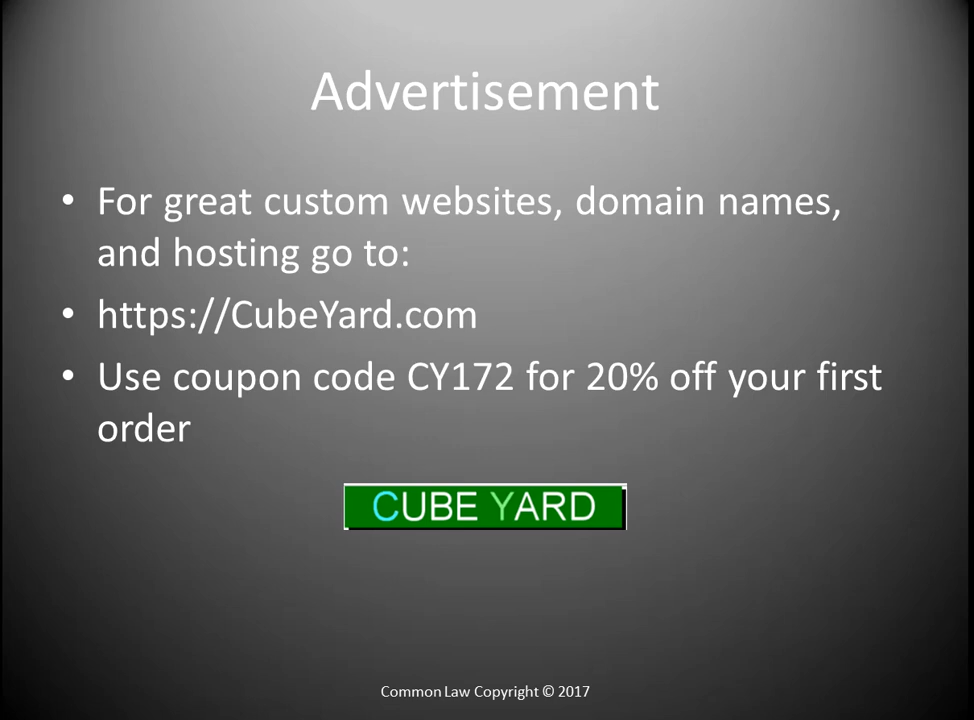 Advertisement
• For great custom websites, domain names,
and hosting go to:
• https://CubeYard.com
• Use coupon code CY172 for 20% off your first
order
CUBE YARD
Common Law Copyright © 2017